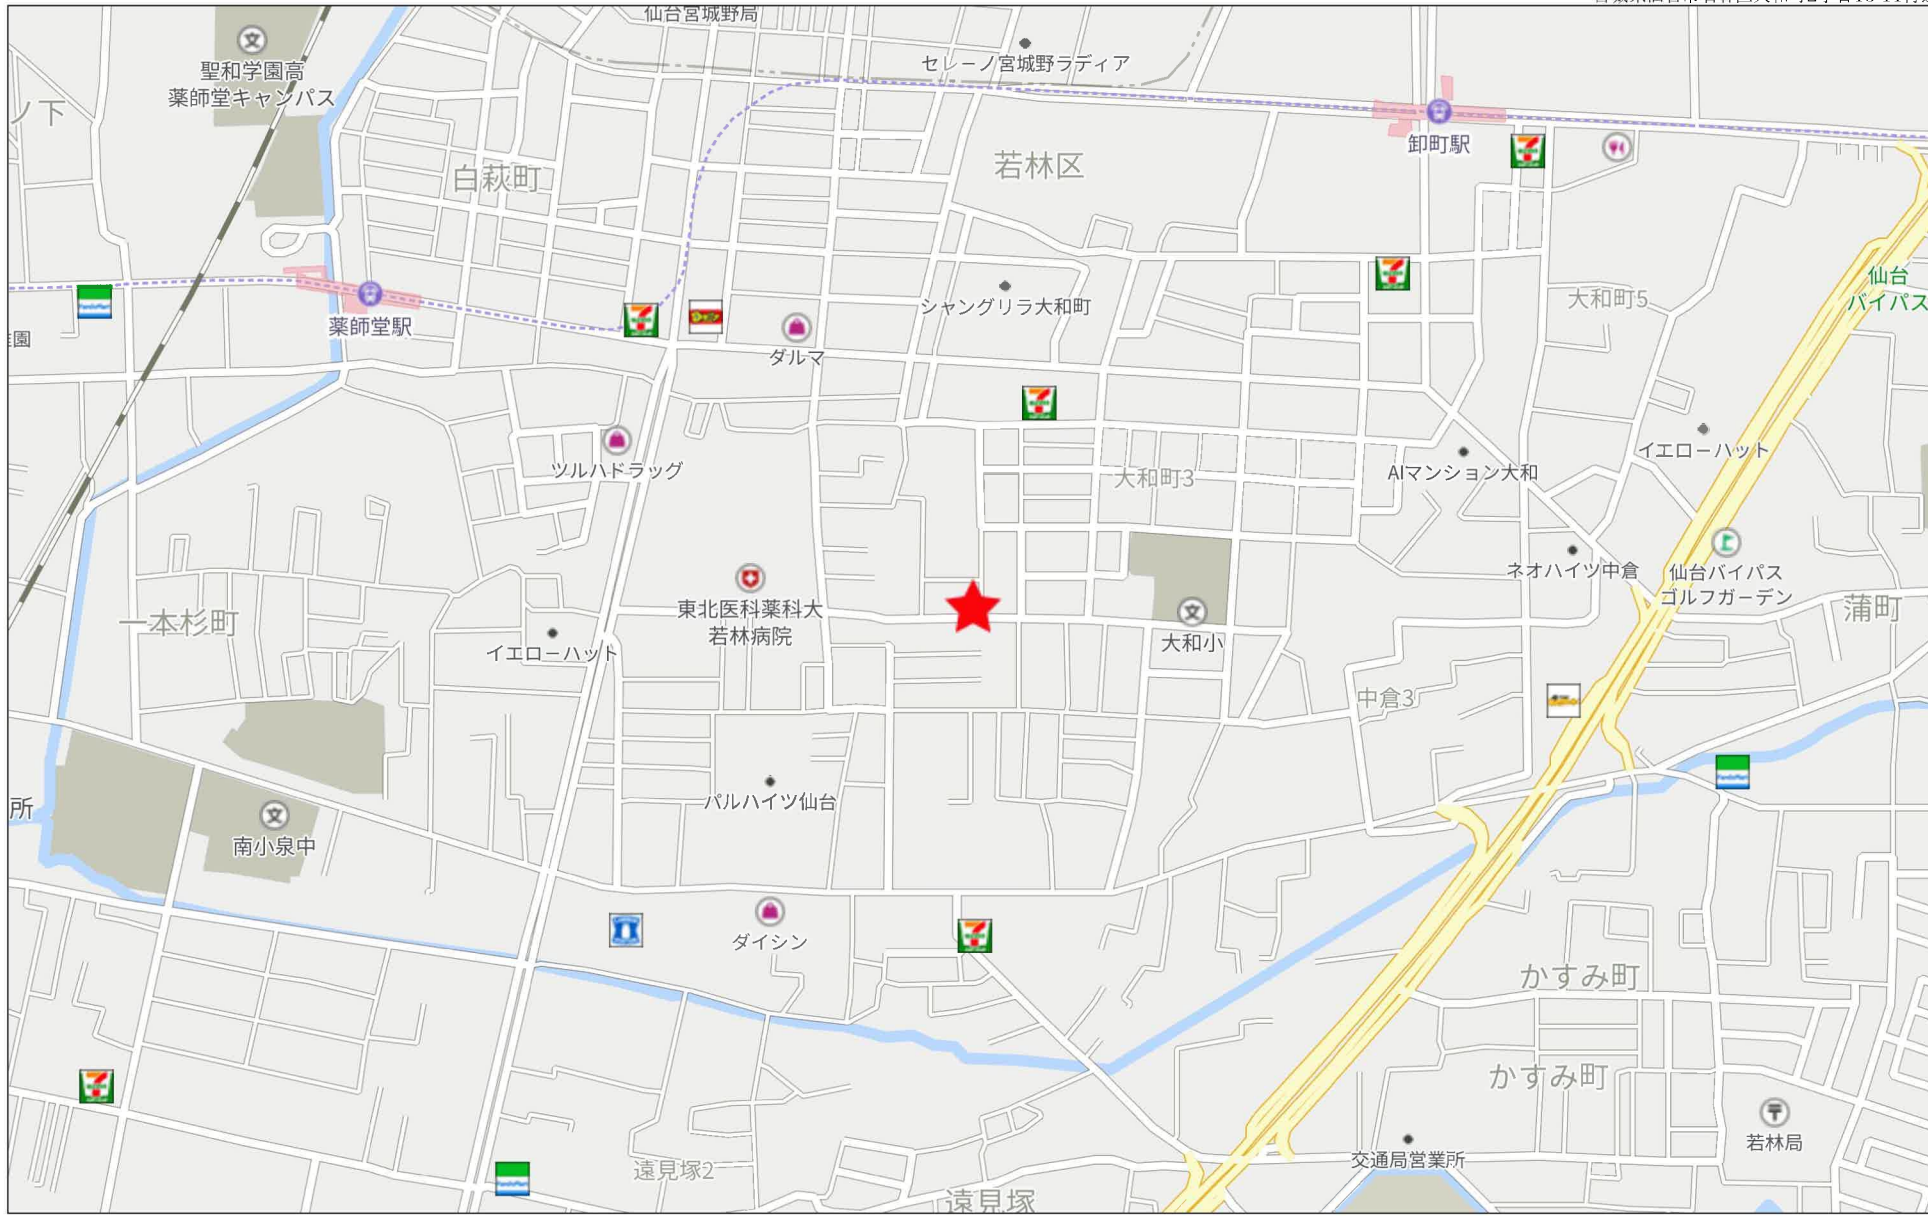 仙台宮城野局
セレーノ宮城野ラディア
聖和学園高
薬師堂キャンパス
ノ下
卸町駅
若林区
白萩町
仙台
バイパス
大和町5
シャングリラ大和町
薬師堂駅
園
ダルマ
イエローハット
ツルハドラッグ
AIマンション大和
大和町3
ネオハイツ中倉
仙台バイパス
ゴルフガーデン
一本杉町
東北医科薬科大
若林病院
蒲町
大和小
イエローハット
中倉3
パルハイツ仙台
所
南小泉中
ダイシン
かすみ町
かすみ町
若林局
交通局営業所
遠見塚2
遠見塚